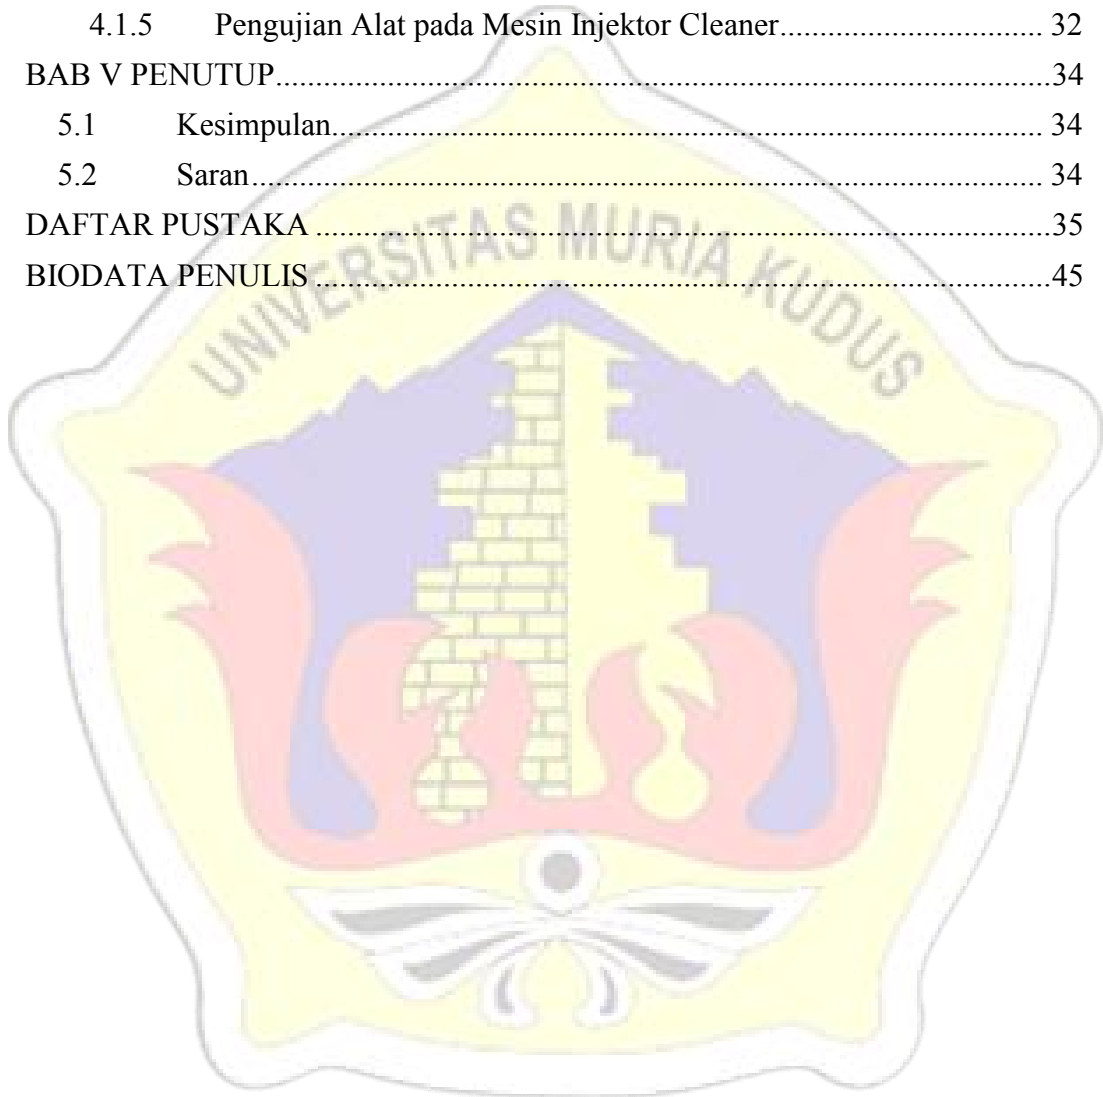 4.1.5 Pengujian Alat pada Mesin Injektor Cleaner................................. 32
BAB V PENUTUP..................................................................................................34
5.1 Kesimpulan......................................................................................... 34
5.2 Saran................................................................................................... 34
DAFTAR PUSTAKA .............................................................................................35
BIODATA PENULIS .............................................................................................45
UNIVERSITAS MURIA KUDUS